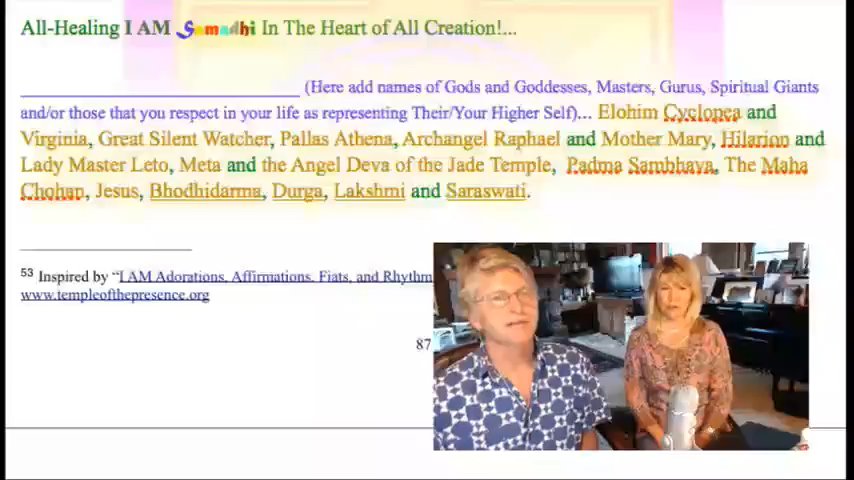 All-Healing I AM Samadhi In The Heart of All Creation!...
______________________________ (Here add names of Gods and Goddesses, Masters, Gurus, Spiritual Giants
and/or those that you respect in your life as representing Their/Your Higher Self)... Elohim Cyclopea and
Virginia, Great Silent Watcher, Pallas Athena, Archangel Raphael and Mother Mary, Hilarion and
Lady Master Leto, Meta and the Angel Deva of the Jade Temple, Padma Sambhava, The Maha
Chohan, Jesus, Bhodhidarma, Durga, Lakshmi and Saraswati.
53 Inspired by “I AM Adorations, Affirmations, Fiats, and Rhythm
www.templeofthepresence.org
87